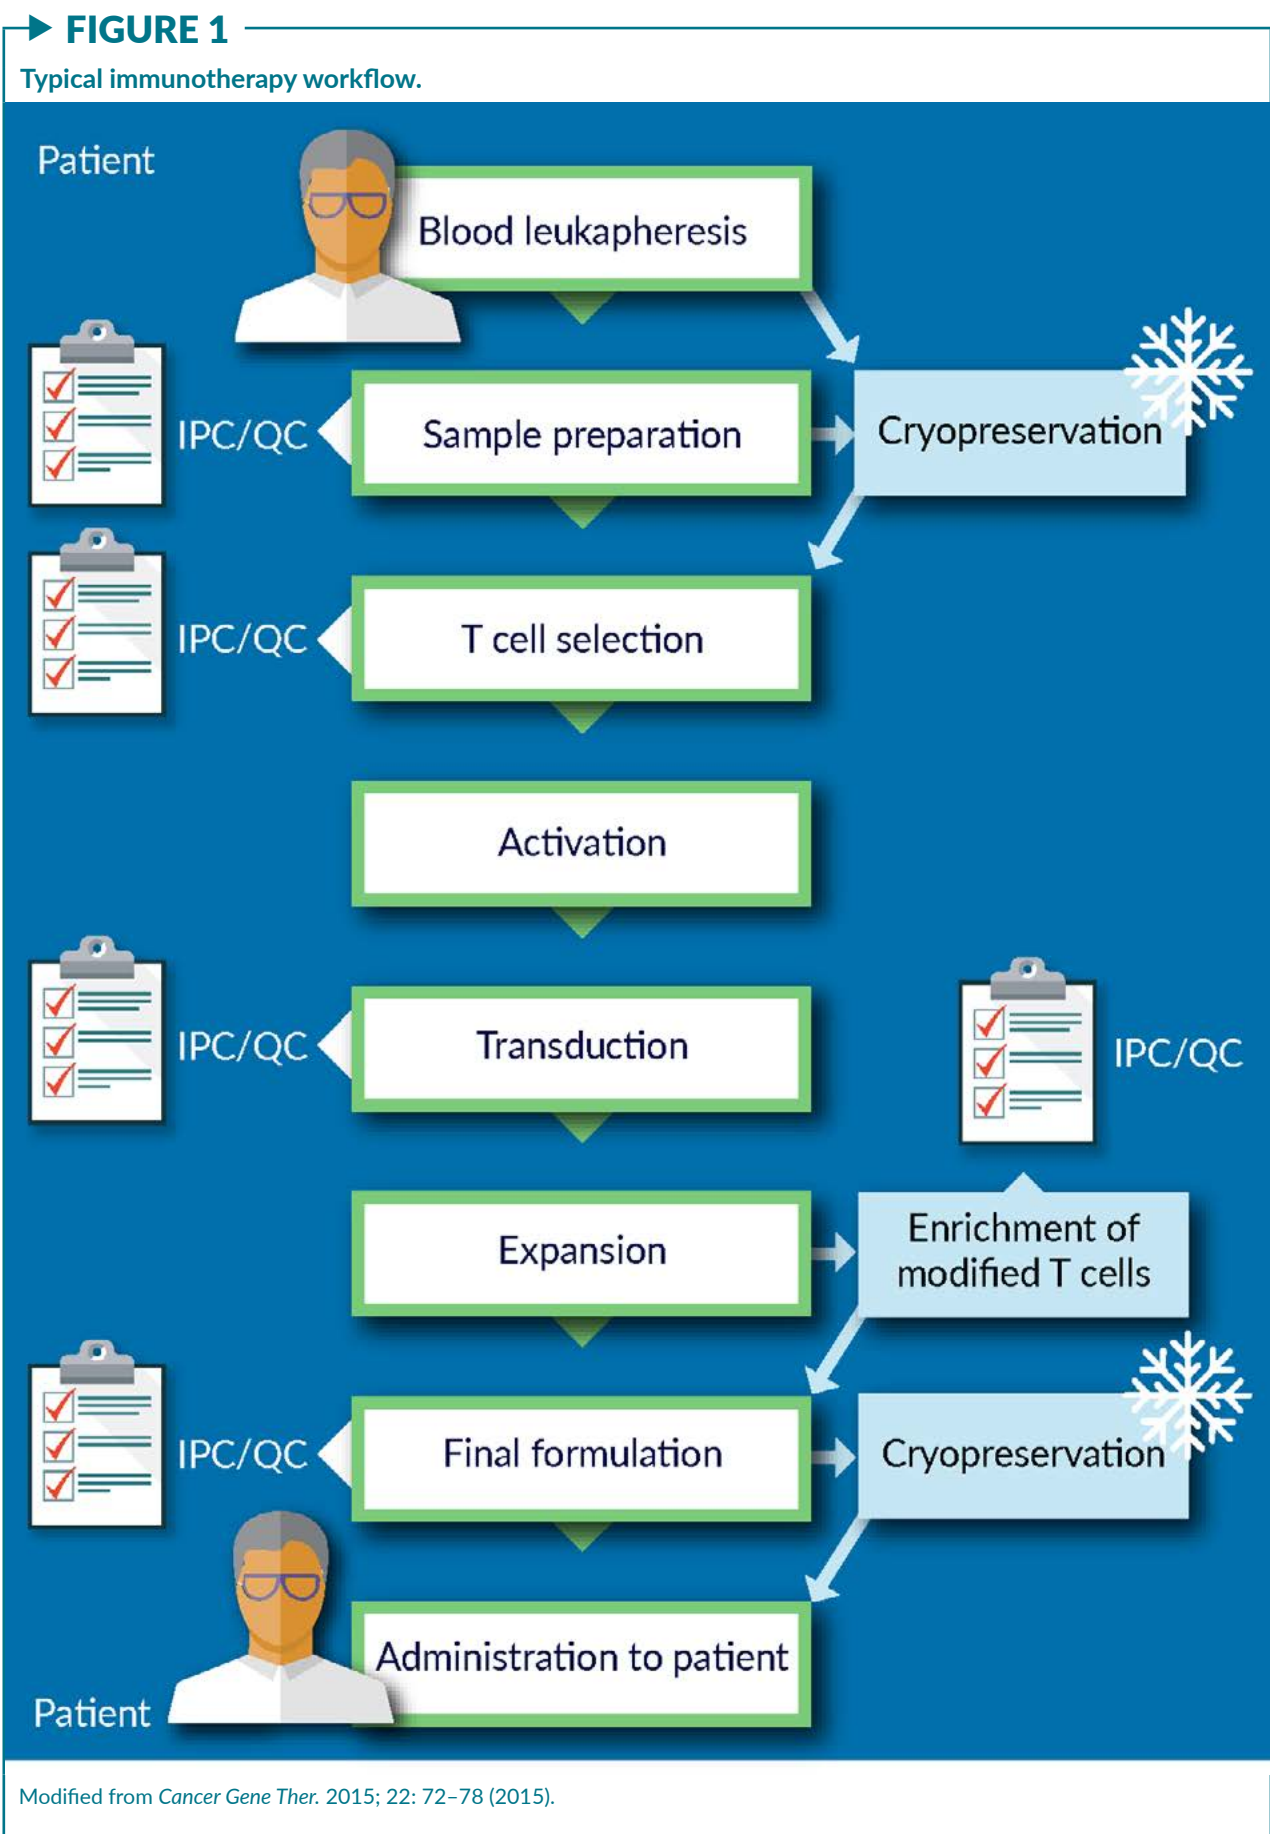 FIGURE 1
Typical immunotherapy workflow.
Patient
Blood leukapheresis
IPC/QC
Sample preparation
Cryopreservation
IPC/QC
T cell selection
Activation
IPC/QC
Transduction
IPC/QC
Expansion
Enrichment of
modified T cells
IPC/QC
Final formulation
Cryopreservation
Administration to patient
Patient
Modified from Cancer Gene Ther. 2015; 22: 72–78 (2015).